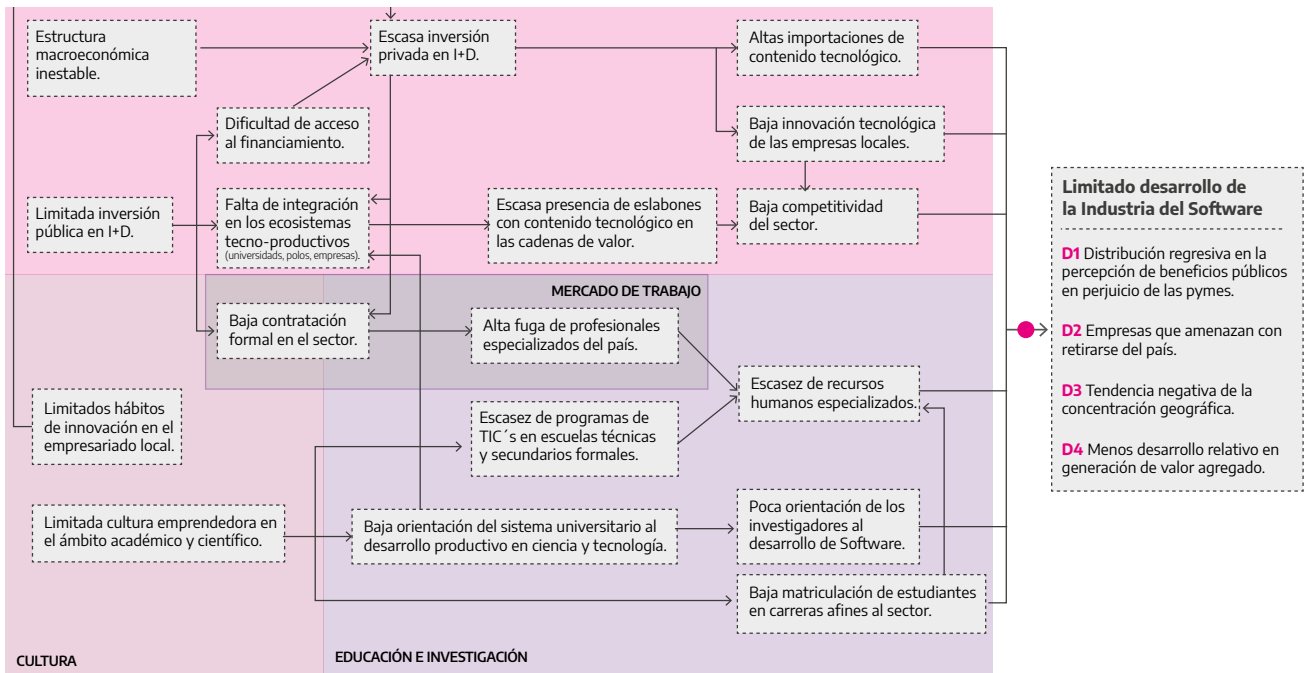 Estructura
macroeconómica
inestable.
Escasa inversión
privada en I+D.
Altas importaciones de
contenido tecnológico.
Dificultad de acceso
al financiamiento.
Baja innovación tecnológica
de las empresas locales.
Limitada inversión
pública en I+D.
Falta de integración
en los ecosistemas
tecno-productivos
(universidads, polos, empresas).
Escasa presencia de eslabones
con contenido tecnológico en
las cadenas de valor.
Baja competitividad
del sector.
MERCADO DE TRABAJO
Baja contratación
formal en el sector.
Alta fuga de profesionales
especializados del país.
Limitados hábitos
de innovación en el
empresariado local.
Escasez de programas de
TIC´s en escuelas técnicas
y secundarios formales.
Escasez de recursos
humanos especializados.
Limitada cultura emprendedora en
el ámbito académico y científico.
Baja orientación del sistema universitario al
desarrollo productivo en ciencia y tecnología.
Poca orientación de los
investigadores al
desarrollo de Software.
Baja matriculación de estudiantes
en carreras afines al sector.
CULTURA
EDUCACIÓN E INVESTIGACIÓN
Limitado desarrollo de
la Industria del Software
D1 Distribución regresiva en la
percepción de beneficios públicos
en perjuicio de las pymes.
D2 Empresas que amenazan con
retirarse del país.
D3 Tendencia negativa de la
concentración geográfica.
D4 Menos desarrollo relativo en
generación de valor agregado.